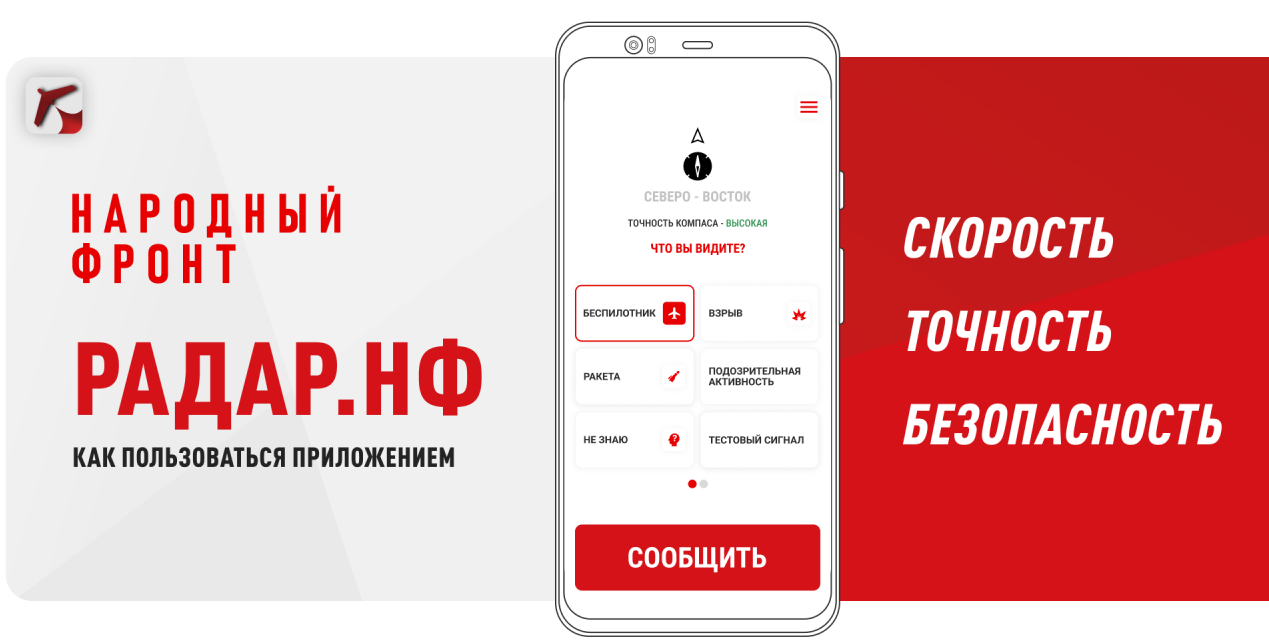 НАРОДНЫЙ
ФРОНТ
РАДАР.НФ
КАК ПОЛЬЗОВАТЬСЯ ПРИЛОЖЕНИЕМ
СЕВЕРО - ВОСТОК
ТОЧНОСТЬ КОМПАСА - ВЫСОКАЯ
ЧТО ВЫ ВИДИТЕ?
БЕСПИЛОТНИК
ВЗРЫВ
РАКЕТА
ПОДОЗРИТЕЛЬНАЯ
АКТИВНОСТЬ
НЕ ЗНАЮ
?
ТЕСТОВЫЙ СИГНАЛ
СООБЩИТЬ
СКОРОСТЬ
ТОЧНОСТЬ
БЕЗОПАСНОСТЬ